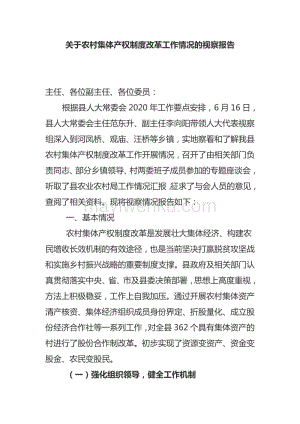 关于农村集体产权制度改革工作情况的视察报告
主任、各位副主任、各位委员：
根据县人大常委会 2020 年工作要点安排，6 月 16 日，
县人大常委会主任范东升、副主任李向阳带领人大代表视察
组深入到河凤桥、观庙、汪桥等乡镇，实地察看和了解我县
农村集体产权制度改革工作开展情况，召开了由相关部门负
责同志、部分乡镇领导、村两委班子成员参加的专题座谈会，
听取了县农业农村局工作情况汇报，征求了与会人员的意见，
查阅了相关资料。现将视察情况报告如下：
一、基本情况
农村集体产权制度改革是发展壮大集体经济、构建农
民增收长效机制的有效途径，也是当前坚决打赢脱贫攻坚战
和实施乡村振兴战略的重要制度支撑。县政府及相关部门认
真贯彻落实中央、省、市及县委决策部署，思想上高度重视，
方法上积极稳妥，工作上自我加压。通过开展农村集体资产
清产核资、集体经济组织成员身份界定、折股量化、成立股
份经济合作社等一系列工作，对全县 362 个具有集体资产的
村进行了股份合作制改革。初步实现了资源变资产、资金变
股金、农民变股民。
（一）强化组织领导，健全工作机制